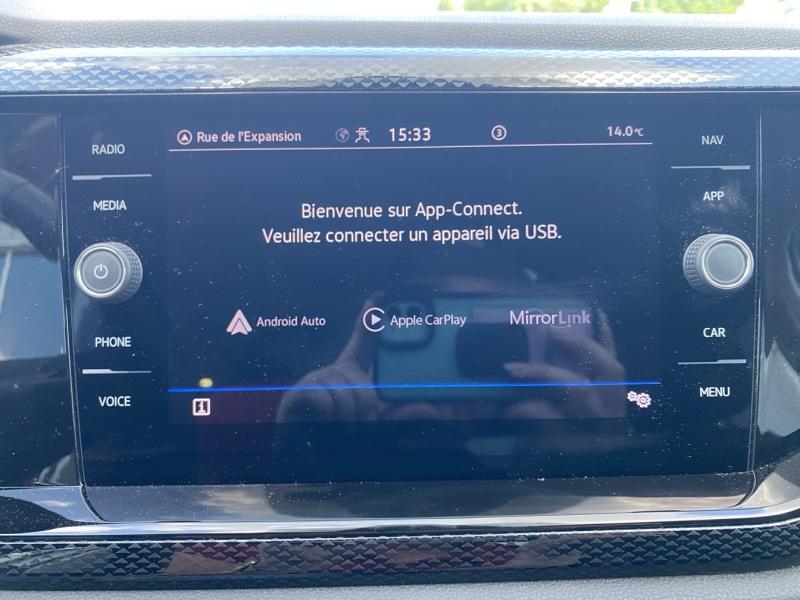 RADIO
MEDIA
PHONE
VOICE
Rue de l'Expansion 15:33 3 14.0°C
Bienvenue sur App-Connect.
Veuillez connecter un appareil via USB.
Android Auto Apple CarPlay MirrorLink
NAV
APP
CAR
MENU